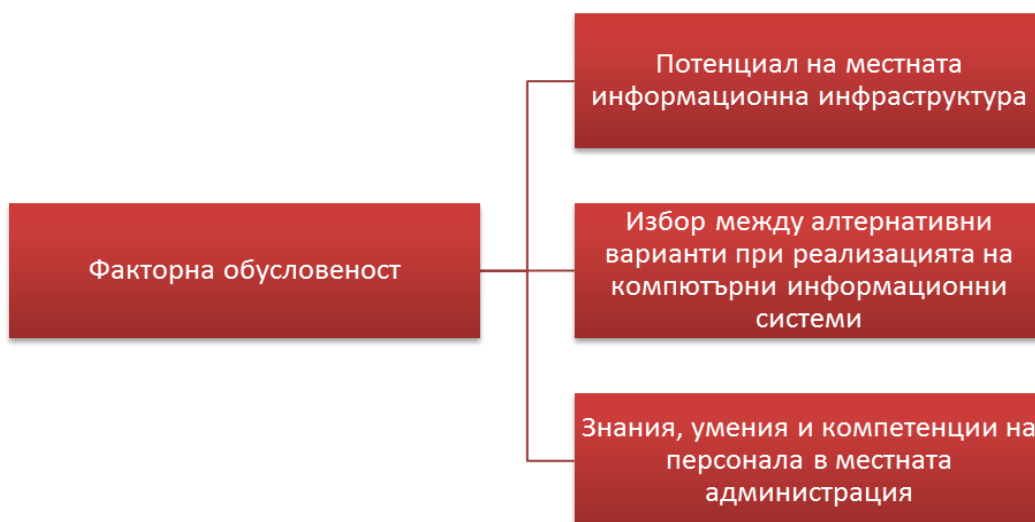 Потенциал на местната
информационна инфраструктура
Факторна обусловеност
Избор между алтернативни
варианти при реализацията на
компютърни информационни
системи
Знания, умения и компетенции на
персонала в местната
администрация